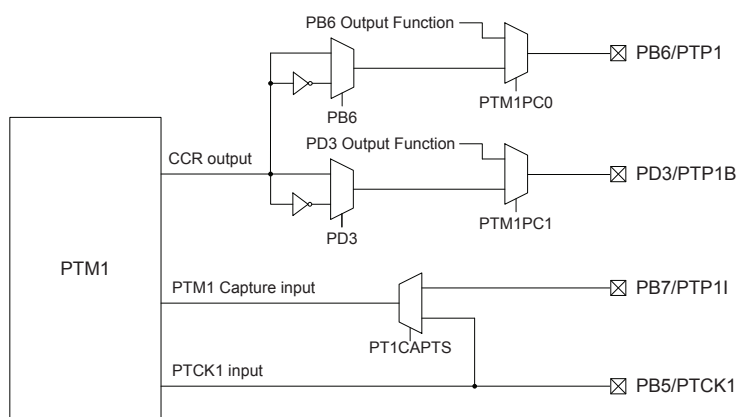 PB6 Output Function
PB6/PTP1
PTM1PC0
PB6
PD3 Output Function
CCR output
PD3/PTP1B
PTM1PC1
PD3
PTM1
PTM1 Capture input
PB7/PTP1I
PT1CAPTS
PTCK1 input
PB5/PTCK1